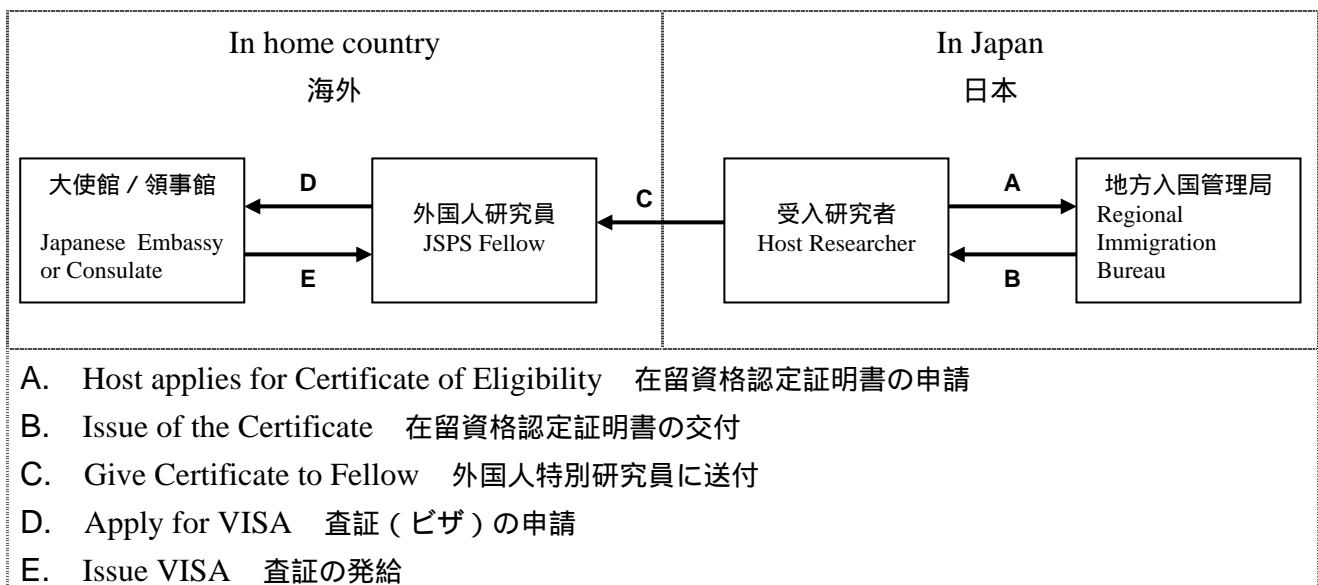 In home country
海外
In Japan
日本
大使館 / 領事館
Japanese Embassy
or Consulate
D
E
外国人研究員
JSPS Fellow
C
受入研究者
Host Researcher
A
B
地方入国管理局
Regional
Immigration
Bureau
A. Host applies for Certificate of Eligibility 在留資格認定証明書の申請
B. Issue of the Certificate 在留資格認定証明書の交付
C. Give Certificate to Fellow 外国人特別研究員に送付
D. Apply for VISA 査証(ビザ)の申請
E. Issue VISA 査証の発給